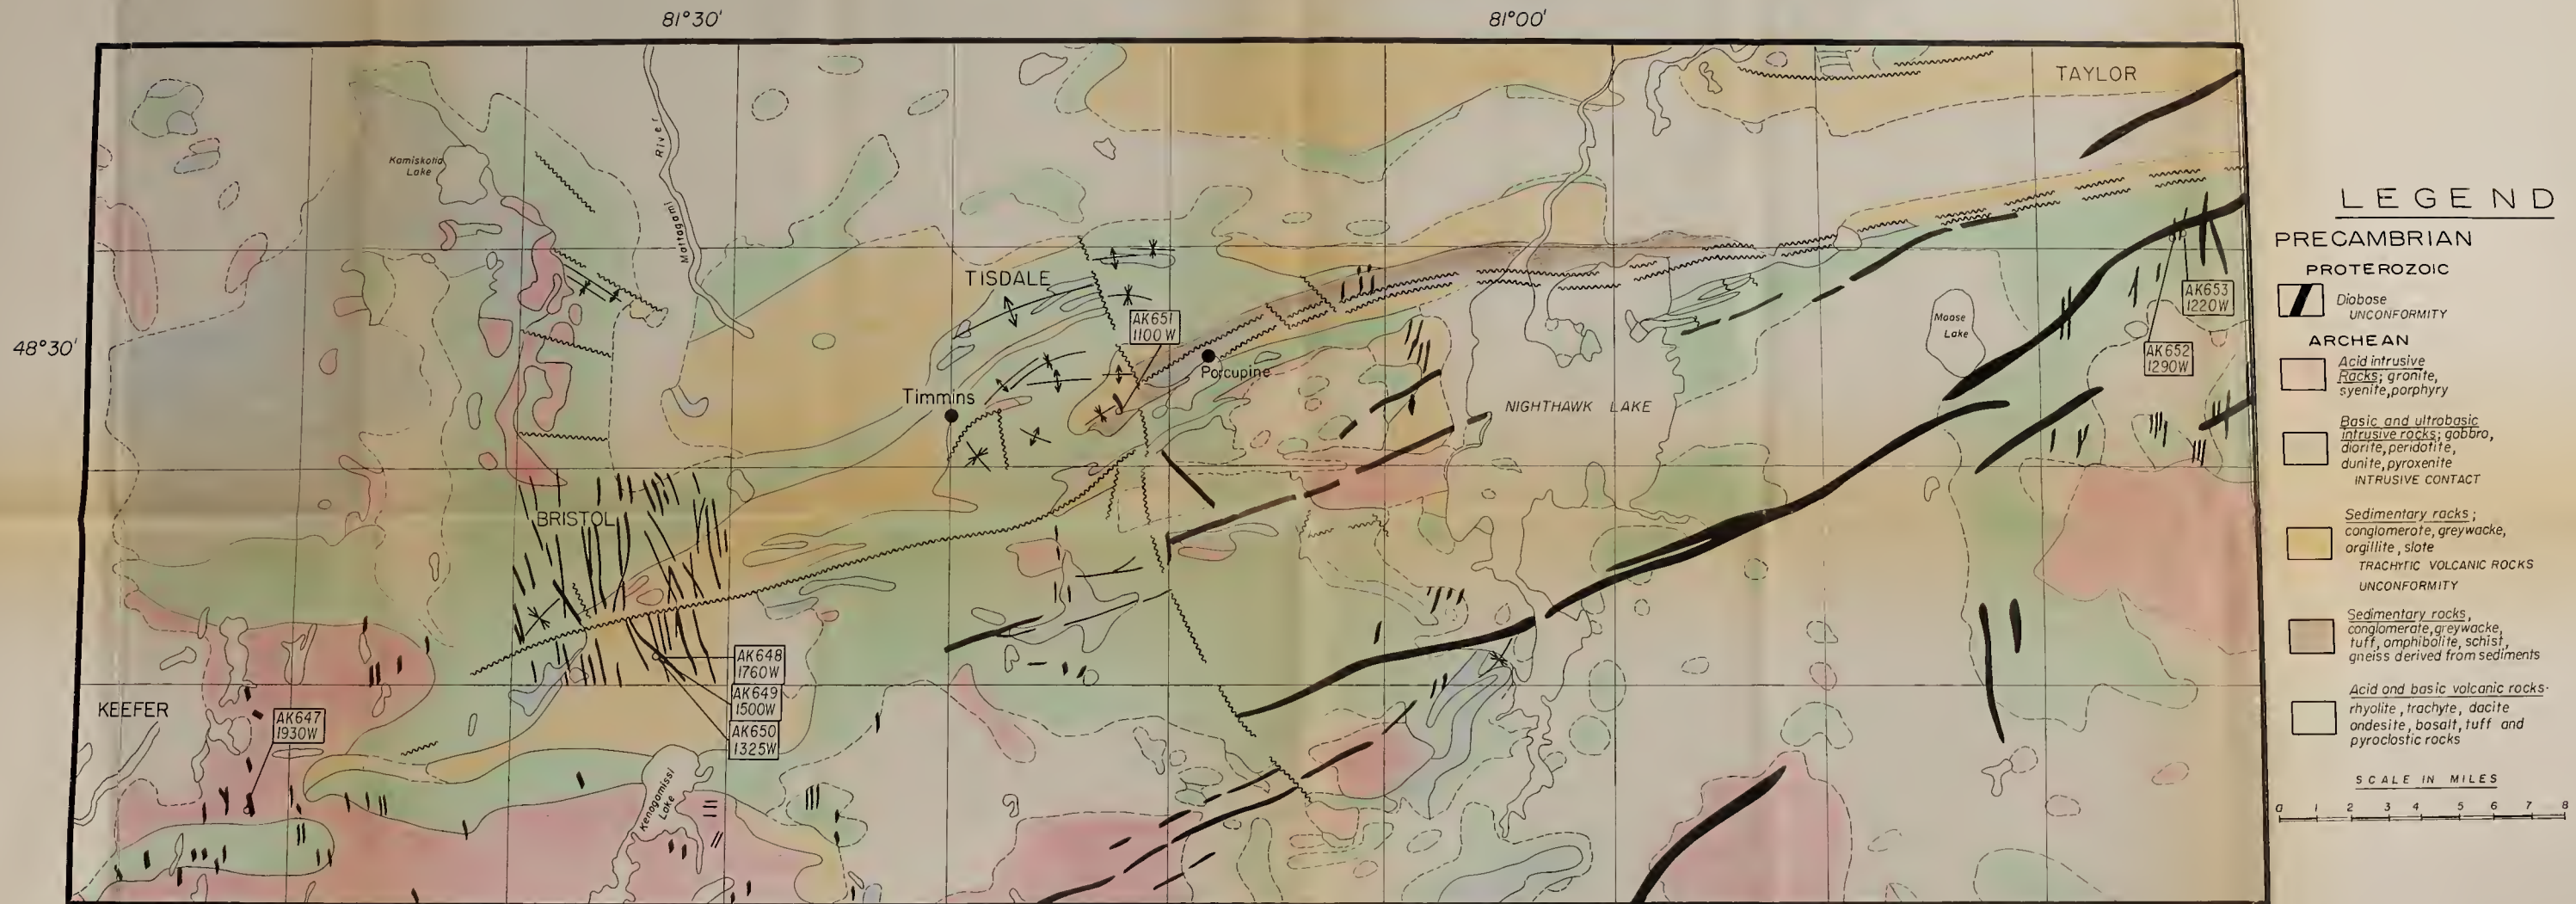 81°30'
81°00'
TAYLOR
Kamiskotia
Lake
River
Mattagami
TISDALE
LEGEND
PRECAMBRIAN
PROTEROZOIC
Diabase
UNCONFORMITY
ARCHEAN
Acid intrusive
Rocks; granite,
syenite, porphyry
Basic and ultrabasic
intrusive rocks; gabbro,
diorite, peridotite,
dunite, pyroxenite
INTRUSIVE CONTACT
Sedimentary rocks;
conglomerate, greywacke,
argillite, slate
TRACHYTIC VOLCANIC ROCKS
UNCONFORMITY
Sedimentary rocks,
conglomerate, greywacke,
tuff, amphibolite, schist,
gneiss derived from sediments
Acid and basic volcanic rocks.
rhyolite, trachyte, dacite
andesite, basalt, tuff and
pyroclastic rocks
SCALE IN MILES
0 1 2 3 4 5 6 7 8
48°30'
AK651
1100W
AK653
1220W
Moose
Lake
AK652
1290W
Porcupine
Timmins
NIGHTHAWK LAKE
BRISTOL
AK648
1760W
AK649
1500W
AK650
1325W
KEEFER
AK647
1930W
Kenogamissi
Lake